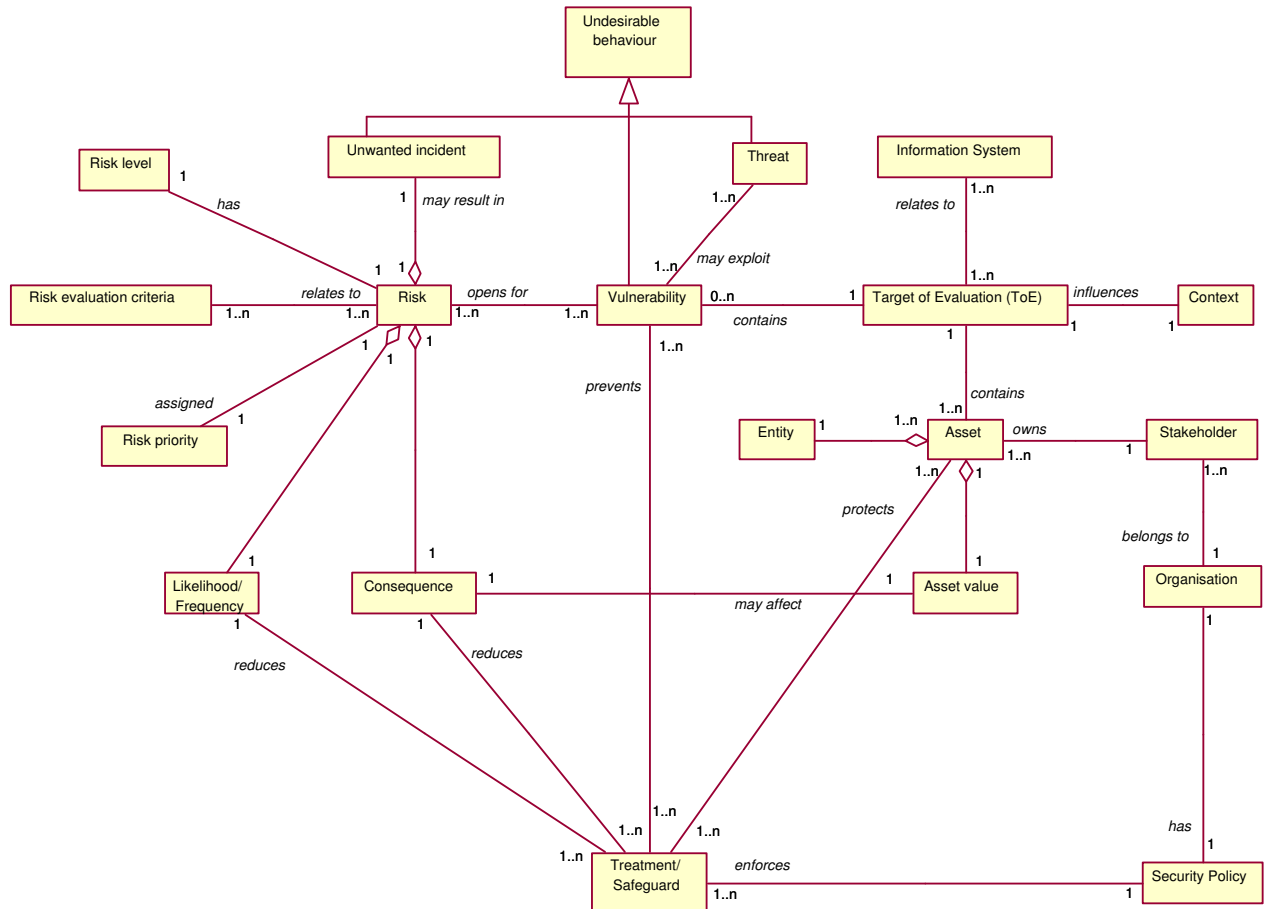 Undesirable
behaviour
Unwanted incident
Threat
Information System
Risk level
1
has
1
1
may result in
1
1..n
may exploit
1..n
1..n
relates to
1..n
Risk evaluation criteria
1..n
relates to
1..n
Risk
opens for
1..n
1..n
Vulnerability
0..n
contains
1
Target of Evaluation (ToE)
influences
1
1
Context
1
1
1
assigned
1
Risk priority
1..n
prevents
1
contains
1..n
Entity
1
1..n
Asset
owns
1..n
1
Stakeholder
1..n
1
protects
1..n
belongs to
1
1
1
1
Likelihood/
Frequency
Consequence
1
may affect
1
Asset value
Organisation
1
reduces
1
reduces
1
1..n
1..n
1..n
1..n
has
1
Treatment/
Safeguard
enforces
1..n
1
Security Policy